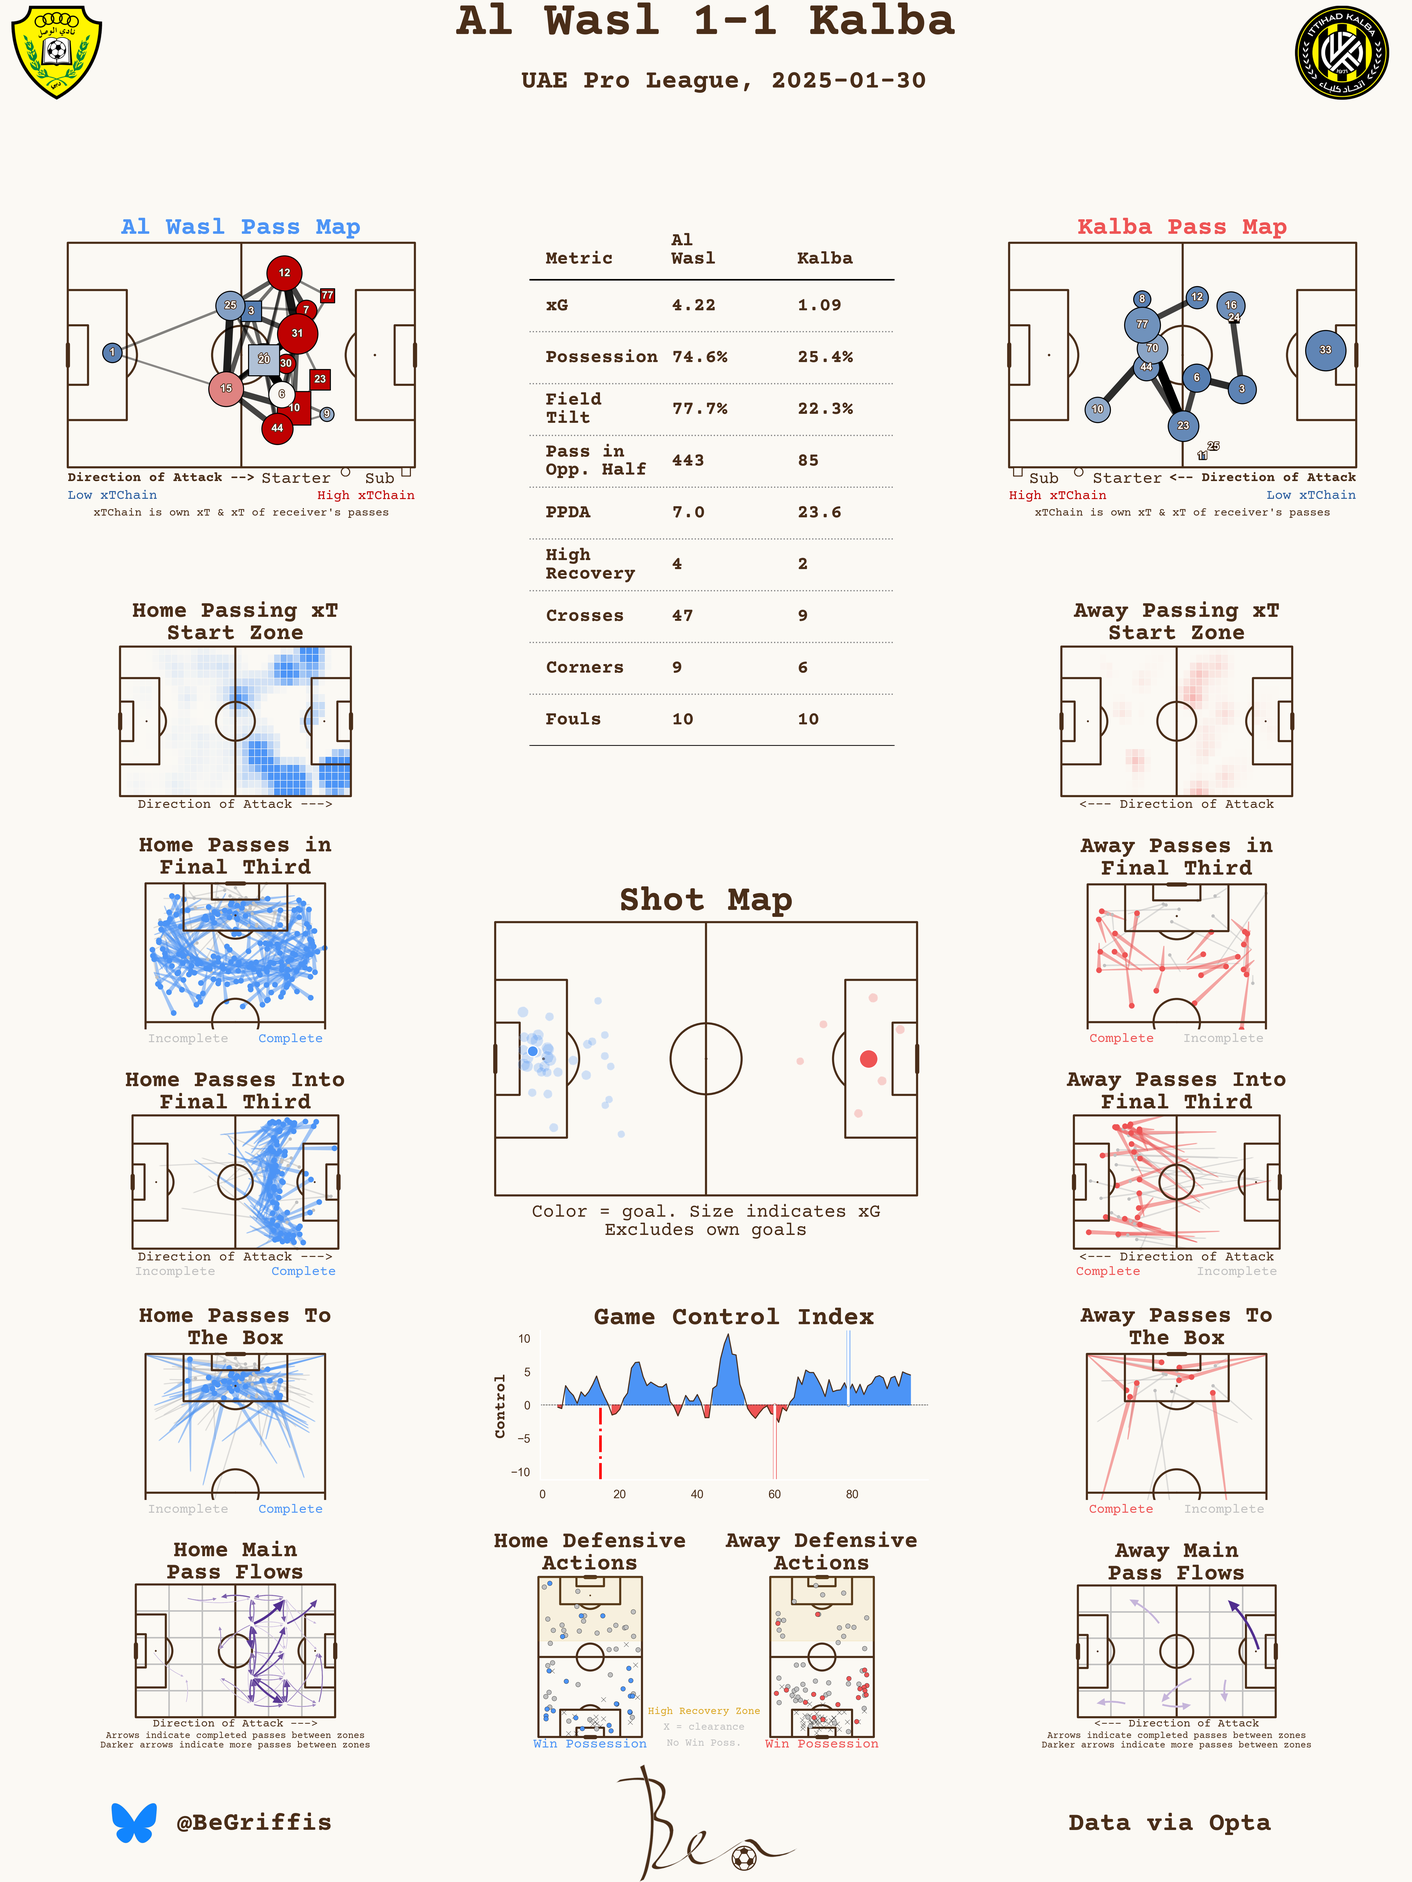 Al Wasl 1-1 Kalba
UAE Pro League, 2025-01-30
نادي الوصل
دبي
ITTIHAD KALBA
1971
اتحاد كلباء
Al Wasl Pass Map
12
77
25
3
7
31
1
20
30
23
15
6
10
9
44
Direction of Attack --> Starter Sub
Low xTChain High xTChain
xTChain is own xT & xT of receiver's passes
Metric Al Wasl Kalba
xG 4.22 1.09
Possession 74.6% 25.4%
Field Tilt 77.7% 22.3%
Pass in Opp. Half 443 85
PPDA 7.0 23.6
High Recovery 4 2
Crosses 47 9
Corners 9 6
Fouls 10 10
Kalba Pass Map
8
12
16
24
77
70
33
44
6
3
10
23
25
11
Sub Starter <-- Direction of Attack
High xTChain Low xTChain
xTChain is own xT & xT of receiver's passes
Home Passing xT
Start Zone
Direction of Attack --->
Away Passing xT
Start Zone
<--- Direction of Attack
Home Passes in
Final Third
Incomplete Complete
Shot Map
Color = goal. Size indicates xG
Excludes own goals
Away Passes in
Final Third
Complete Incomplete
Home Passes Into
Final Third
Direction of Attack --->
Incomplete Complete
Away Passes Into
Final Third
<--- Direction of Attack
Complete Incomplete
Home Passes To
The Box
Incomplete Complete
Game Control Index
Control
10
5
0
−5
−10
0 20 40 60 80
Away Passes To
The Box
Complete Incomplete
Home Main
Pass Flows
Direction of Attack --->
Arrows indicate completed passes between zones
Darker arrows indicate more passes between zones
Home Defensive
Actions
Win Possession
High Recovery Zone
X = clearance
No Win Poss.
Away Defensive
Actions
Win Possession
Away Main
Pass Flows
<--- Direction of Attack
Arrows indicate completed passes between zones
Darker arrows indicate more passes between zones
@BeGriffis
Ben
Data via Opta